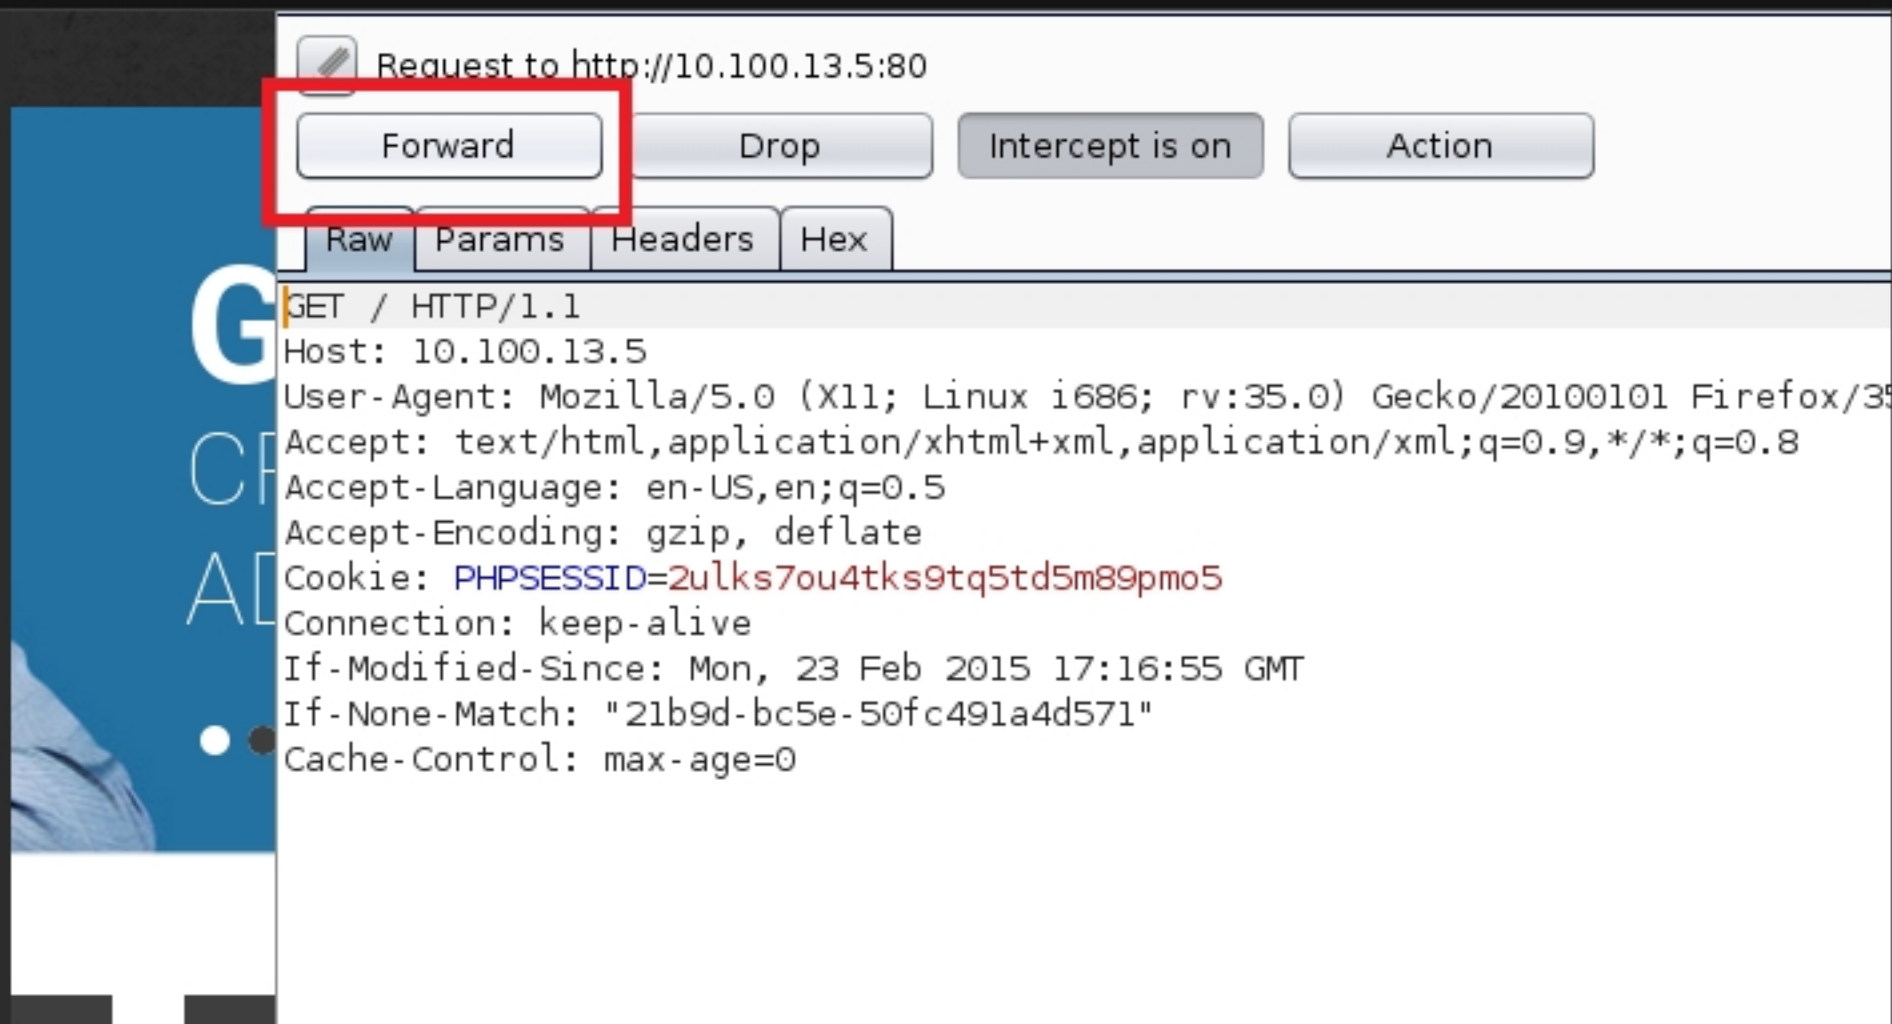 Request to http://10.100.13.5:80
Forward Drop Intercept is on Action
Raw Params Headers Hex
GET / HTTP/1.1
Host: 10.100.13.5
User-Agent: Mozilla/5.0 (X11; Linux i686; rv:35.0) Gecko/20100101 Firefox/35
Accept: text/html,application/xhtml+xml,application/xml;q=0.9,*/*;q=0.8
Accept-Language: en-US,en;q=0.5
Accept-Encoding: gzip, deflate
Cookie: PHPSESSID=2ulks7ou4tks9tq5td5m89pmo5
Connection: keep-alive
If-Modified-Since: Mon, 23 Feb 2015 17:16:55 GMT
If-None-Match: "21b9d-bc5e-50fc491a4d571"
Cache-Control: max-age=0